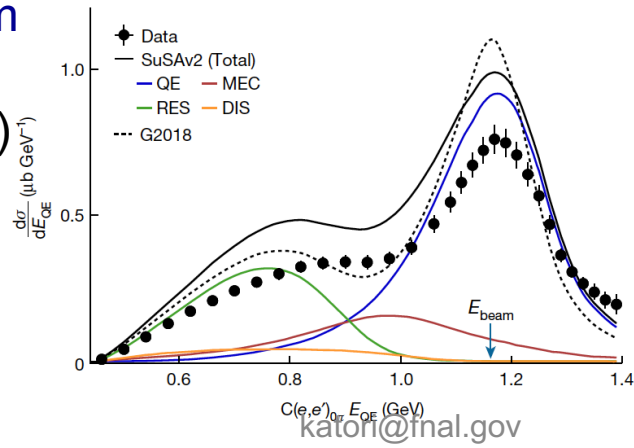 m
)
Data
SuSAv2 (Total)
QE MEC
RES DIS
G2018
1.0
0.5
0
dσ/dE_QE (μb GeV⁻¹)
E_beam
0.6 0.8 1.0 1.2 1.4
C(e,e′)₀π E_QE (GeV)
katori@fnal.gov